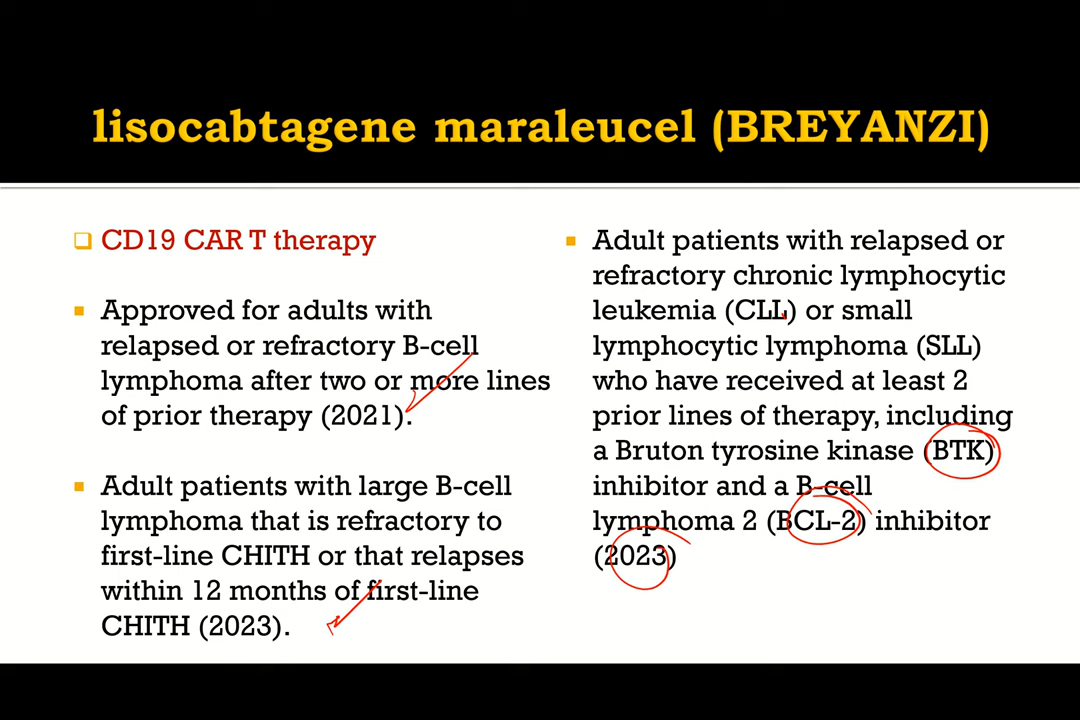 lisocabtagene maraleucel (BREYANZI)
CD19 CAR T therapy
Approved for adults with
relapsed or refractory B-cell
lymphoma after two or more lines
of prior therapy (2021).
Adult patients with large B-cell
lymphoma that is refractory to
first-line CHITH or that relapses
within 12 months of first-line
CHITH (2023).
Adult patients with relapsed or
refractory chronic lymphocytic
leukemia (CLL) or small
lymphocytic lymphoma (SLL)
who have received at least 2
prior lines of therapy, including
a Bruton tyrosine kinase (BTK)
inhibitor and a B-cell
lymphoma 2 (BCL-2) inhibitor
(2023)